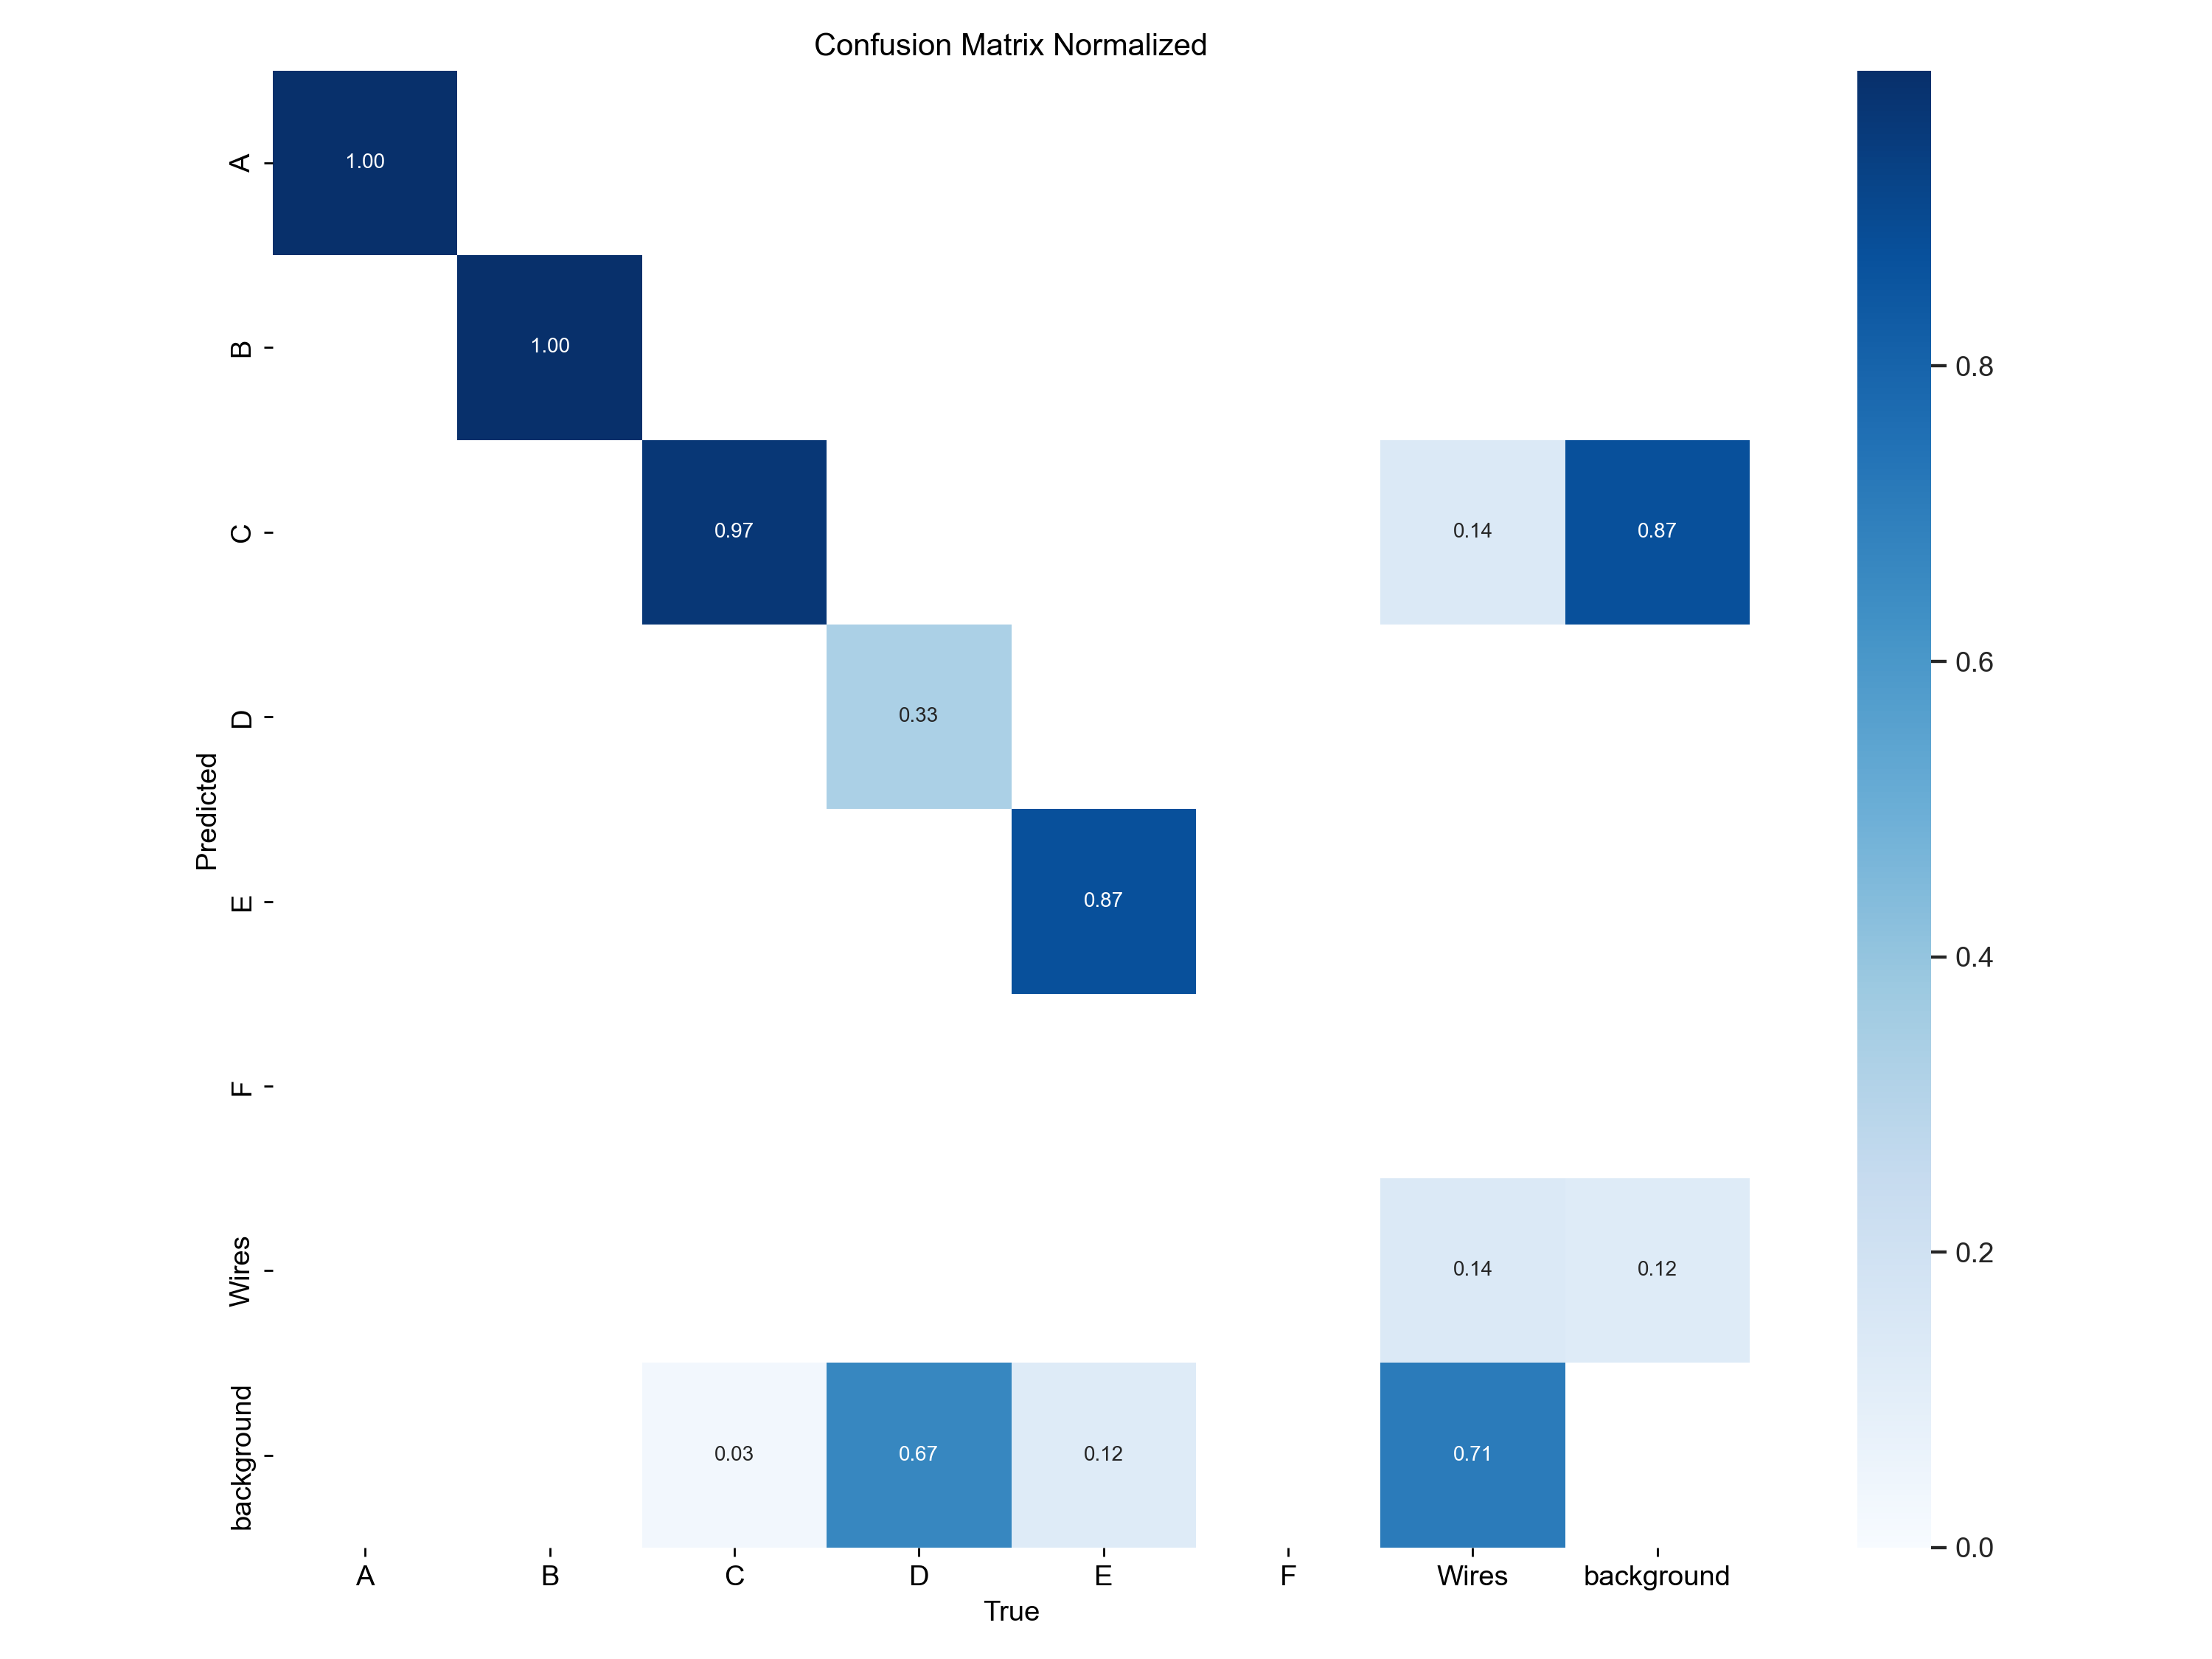 Confusion Matrix Normalized
A
1.00
B
1.00
C
0.97
0.14
0.87
0.8
D
0.33
0.6
Predicted
E
0.87
0.4
F
Wires
0.14
0.12
0.2
background
0.03
0.67
0.12
0.71
0.0
A B C D E F Wires background
True